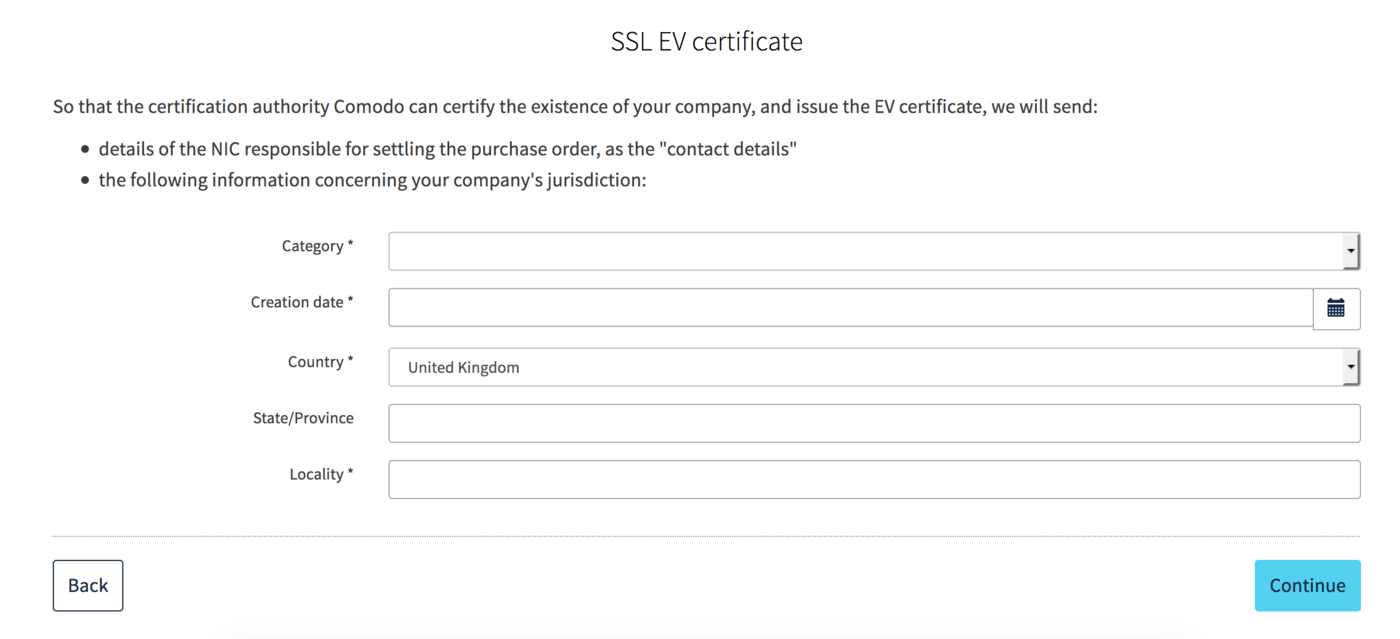 SSL EV certificate
So that the certification authority Comodo can certify the existence of your company, and issue the EV certificate, we will send:
• details of the NIC responsible for settling the purchase order, as the "contact details"
• the following information concerning your company's jurisdiction:
Category *
Creation date *
Country *
United Kingdom
State/Province
Locality *
Back
Continue